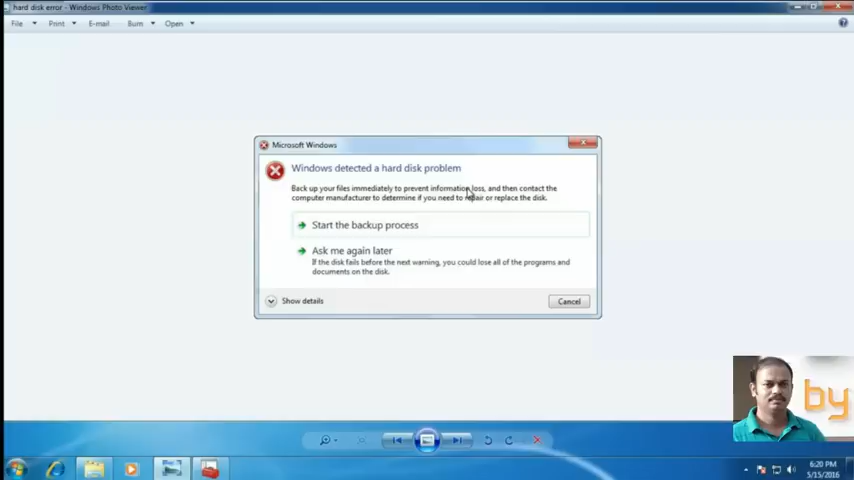 hard disk error - Windows Photo Viewer
File Print E-mail Burn Open
Microsoft Windows
Windows detected a hard disk problem
Back up your files immediately to prevent information loss, and then contact the
computer manufacturer to determine if you need to repair or replace the disk.
Start the backup process
Ask me again later
If the disk fails before the next warning, you could lose all of the programs and
documents on the disk.
Show details
Cancel
by
6:20 PM
5/15/2016